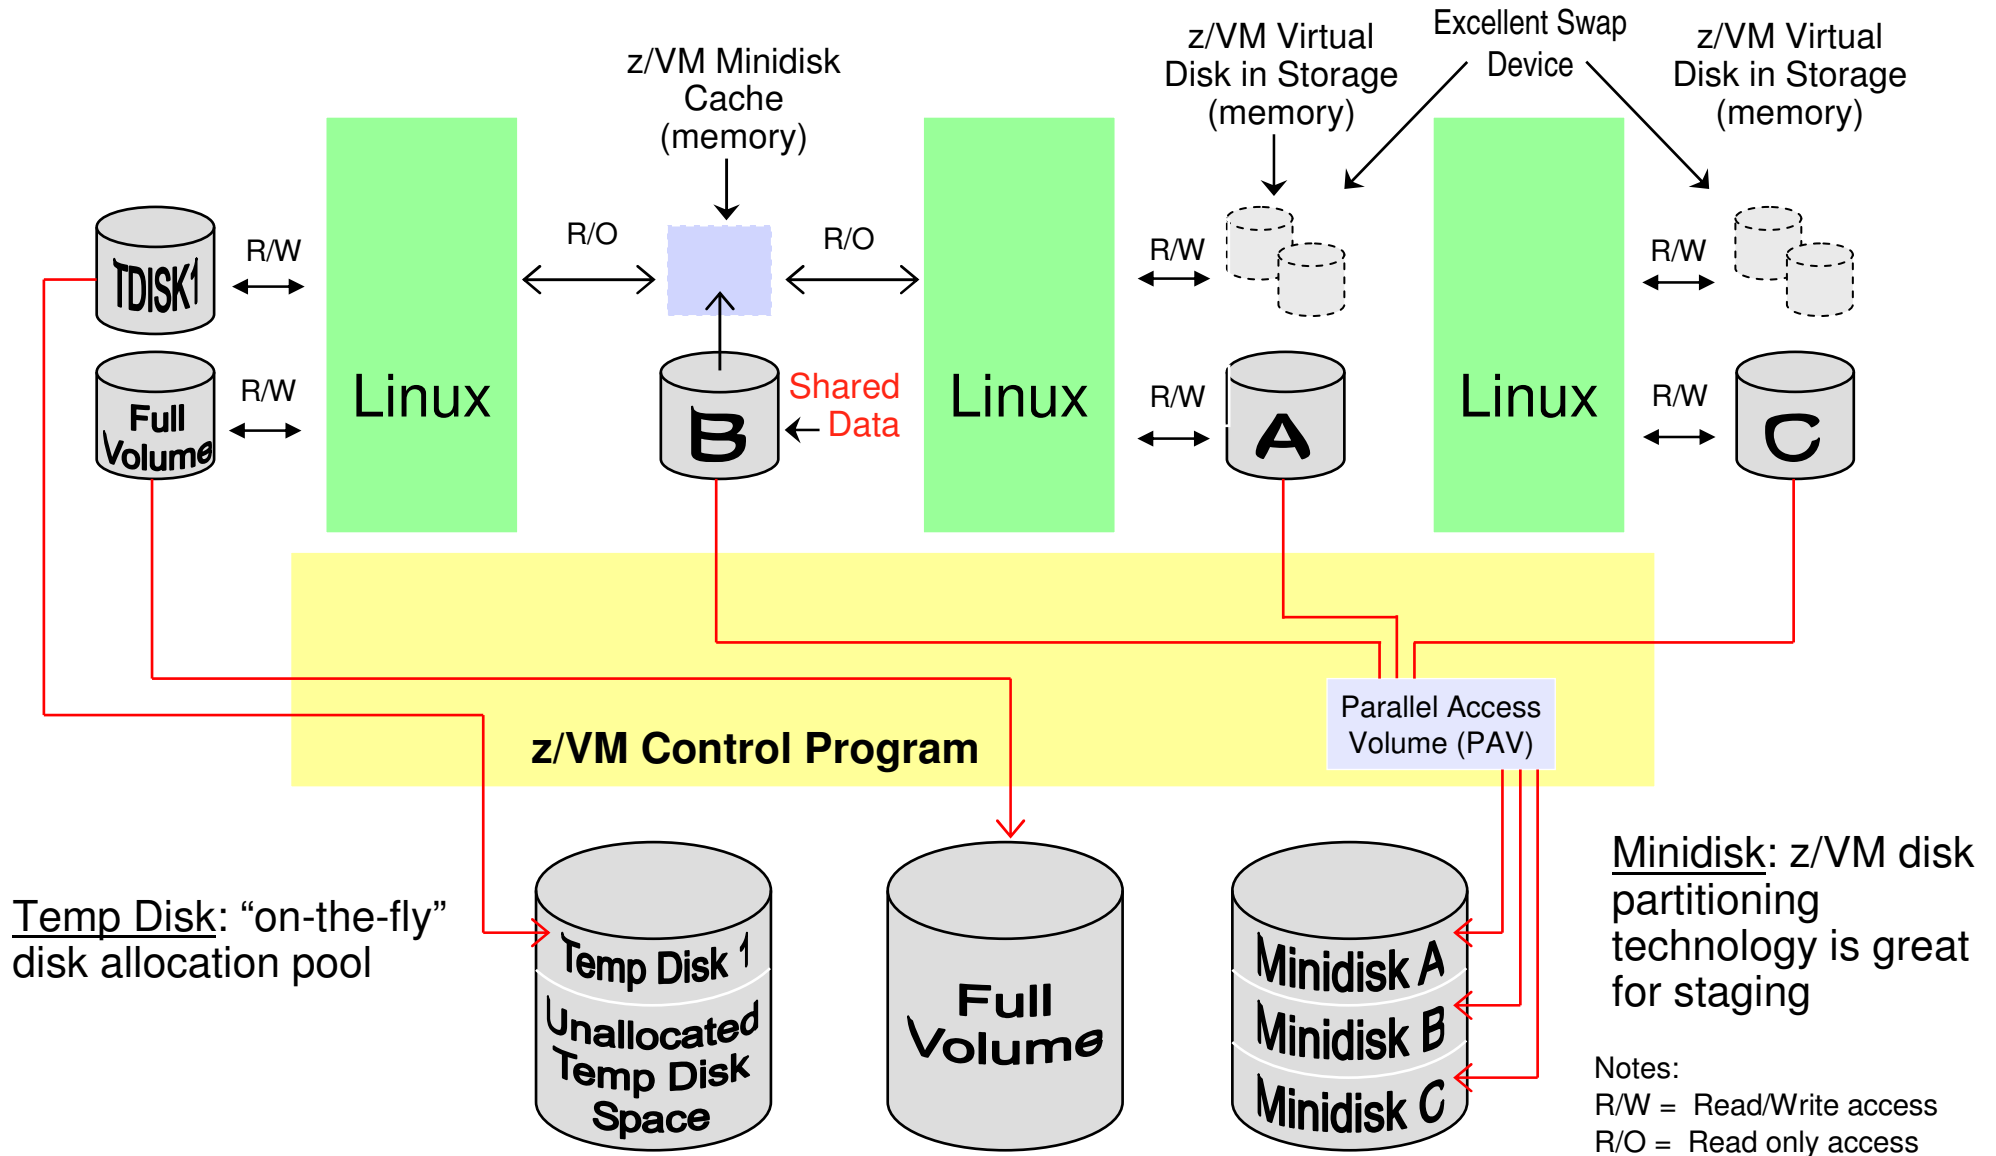 z/VM Minidisk
Cache
(memory)
z/VM Virtual
Disk in Storage
(memory)
Excellent Swap
Device
z/VM Virtual
Disk in Storage
(memory)
TDISK1
R/W
R/O
R/O
R/W
R/W
Full
Volume
R/W
Linux
B
Shared
Data
Linux
R/W
A
Linux
R/W
C
z/VM Control Program
Parallel Access
Volume (PAV)
Temp Disk: “on-the-fly”
disk allocation pool
Temp Disk 1
Unallocated
Temp Disk
Space
Full
Volume
Minidisk A
Minidisk B
Minidisk C
Minidisk: z/VM disk
partitioning
technology is great
for staging
Notes:
R/W = Read/Write access
R/O = Read only access